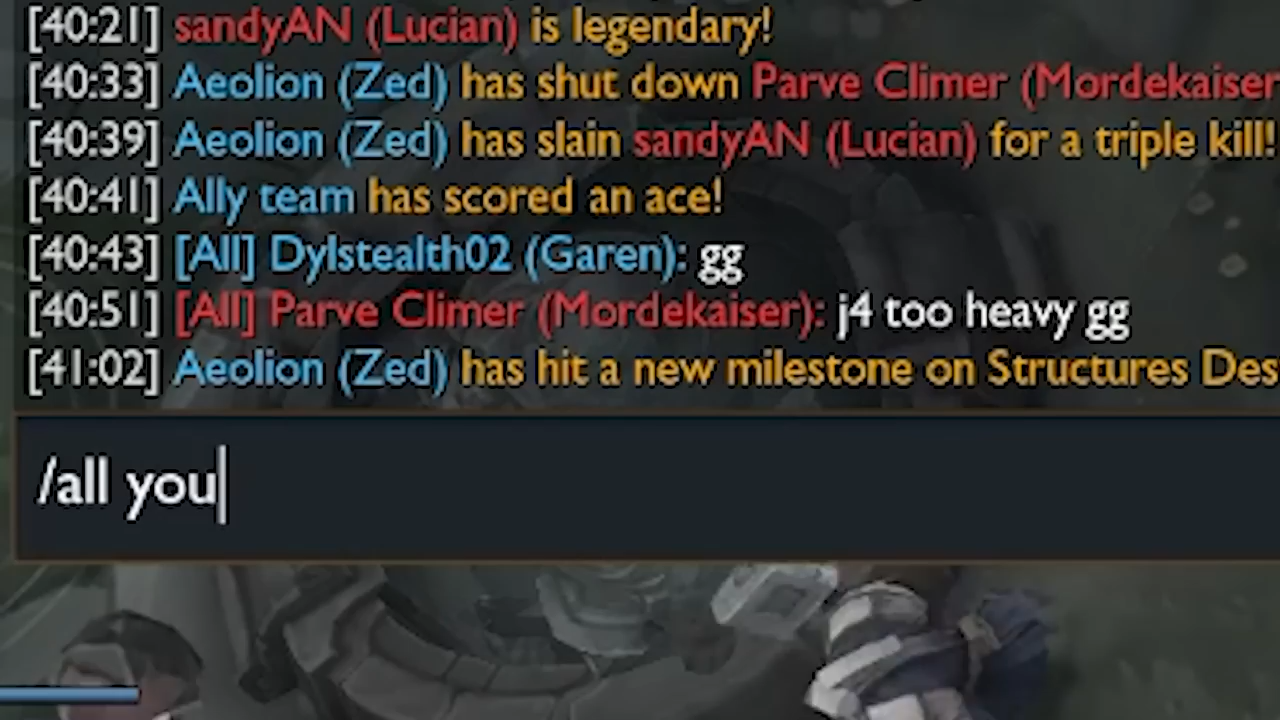 [40:21] sandyAN (Lucian) is legendary!
[40:33] Aeolion (Zed) has shut down Parve Climer (Mordekaiser
[40:39] Aeolion (Zed) has slain sandyAN (Lucian) for a triple kill!
[40:41] Ally team has scored an ace!
[40:43] [All] Dylstealth02 (Garen): gg
[40:51] [All] Parve Climer (Mordekaiser): j4 too heavy gg
[41:02] Aeolion (Zed) has hit a new milestone on Structures Des
/all you